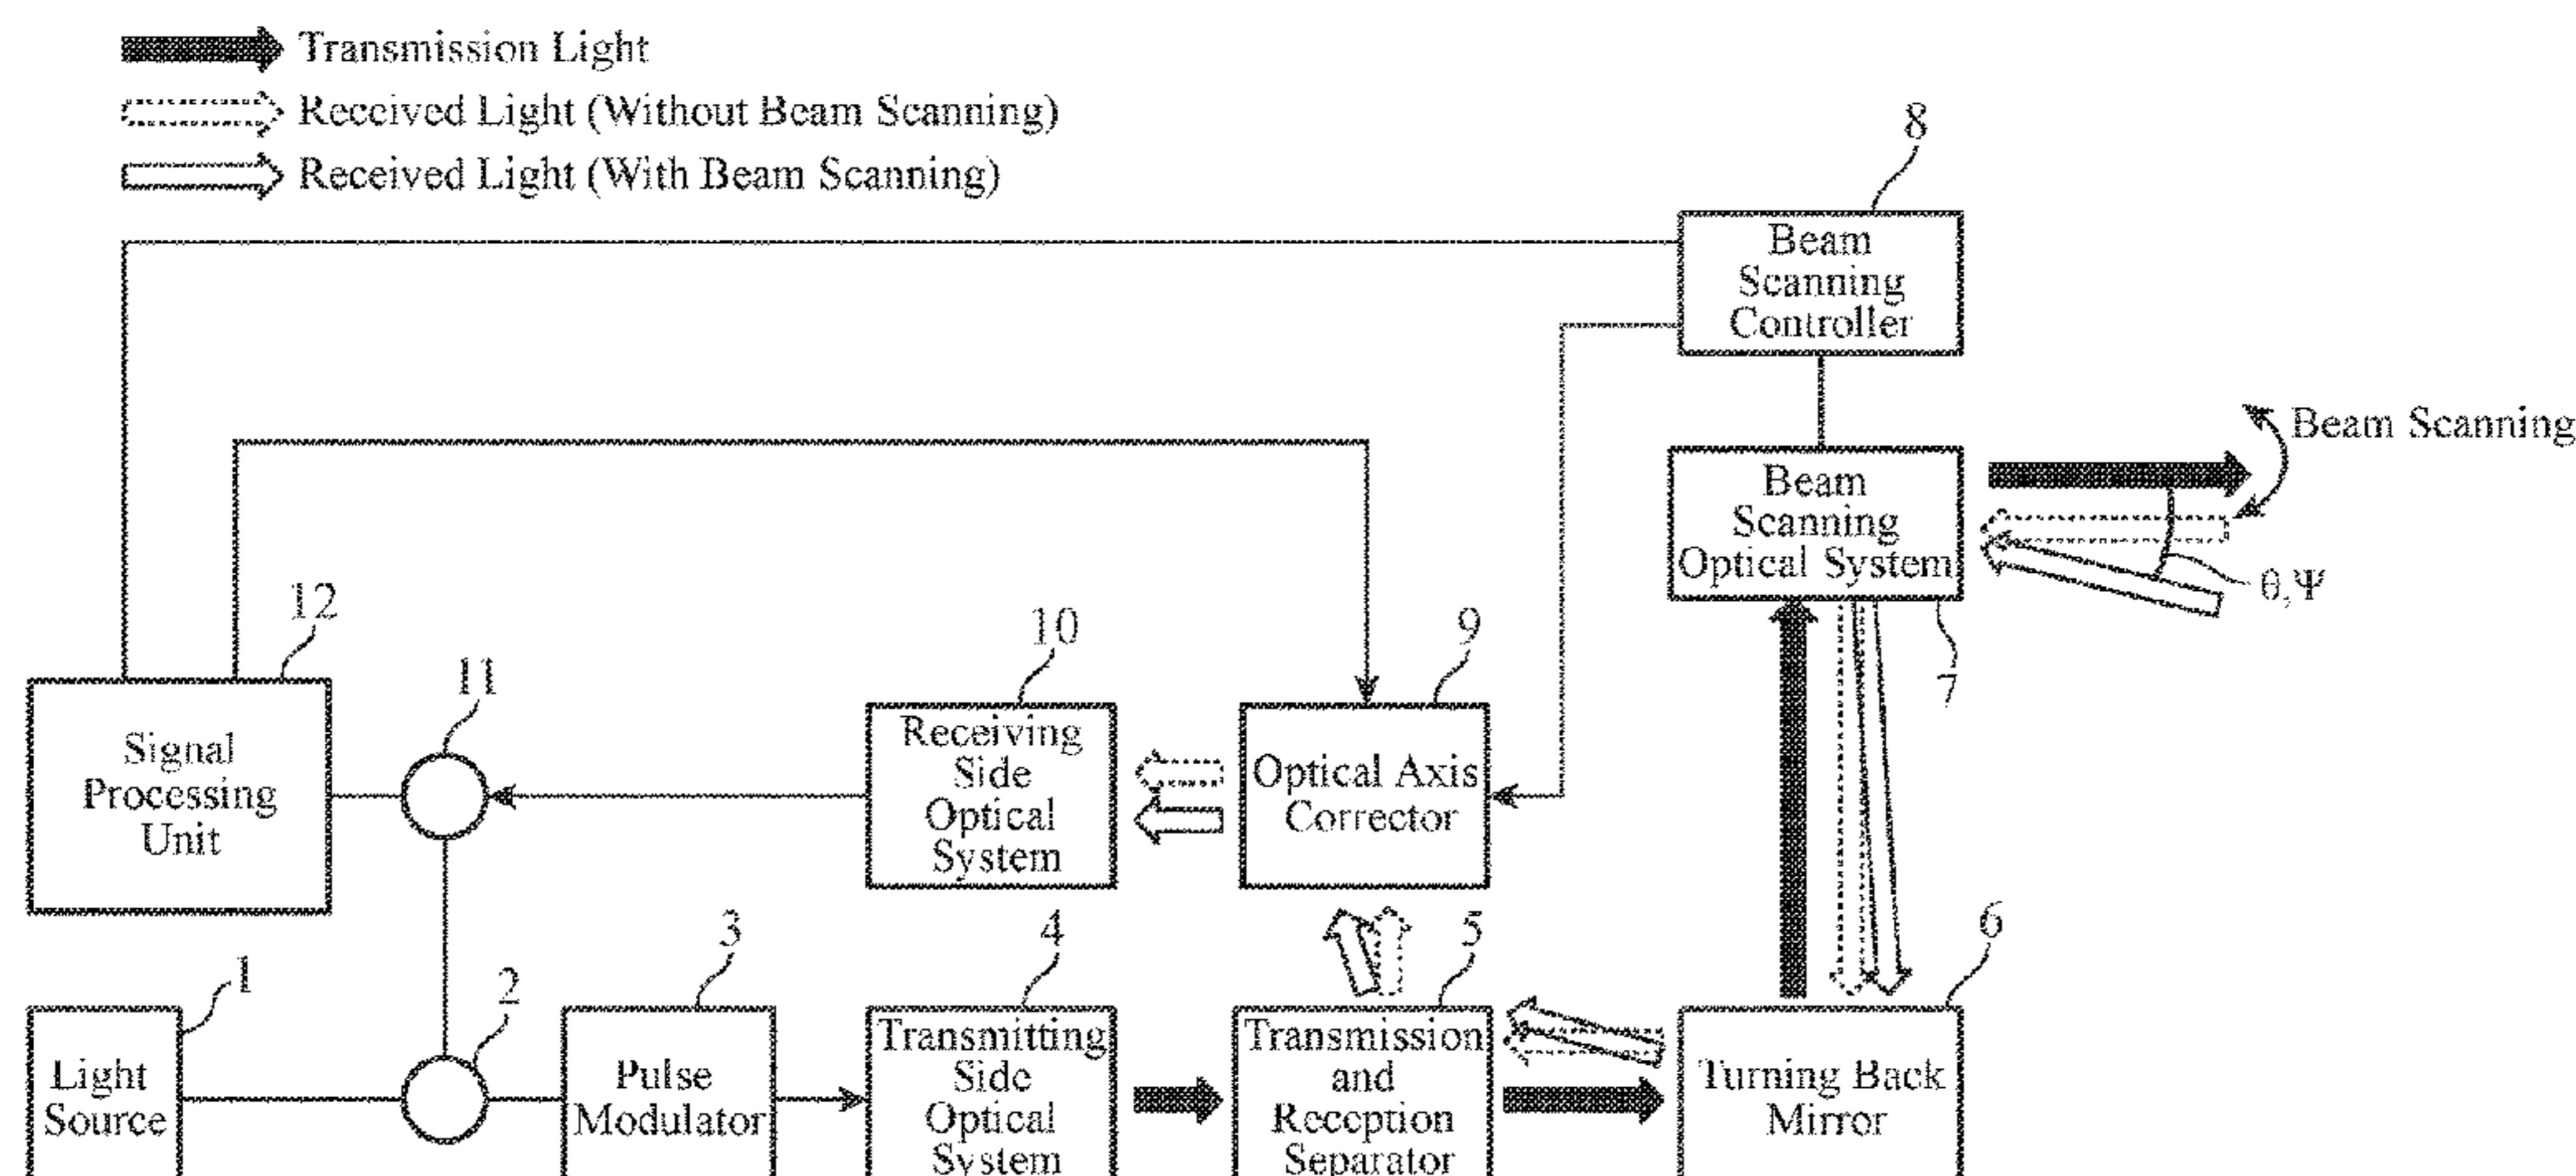 Transmission Light
Received Light (Without Beam Scanning)
Received Light (With Beam Scanning)
8
Beam
Scanning
Controller
Beam Scanning
Beam
Scanning
Optical System
θ,Ψ
7
12
Signal
Processing
Unit
11
10
Receiving
Side
Optical
System
9
Optical Axis
Corrector
1
Light
Source
2
3
Pulse
Modulator
4
Transmitting
Side
Optical
System
5
Transmission
and
Reception
Separator
6
Turning Back
Mirror